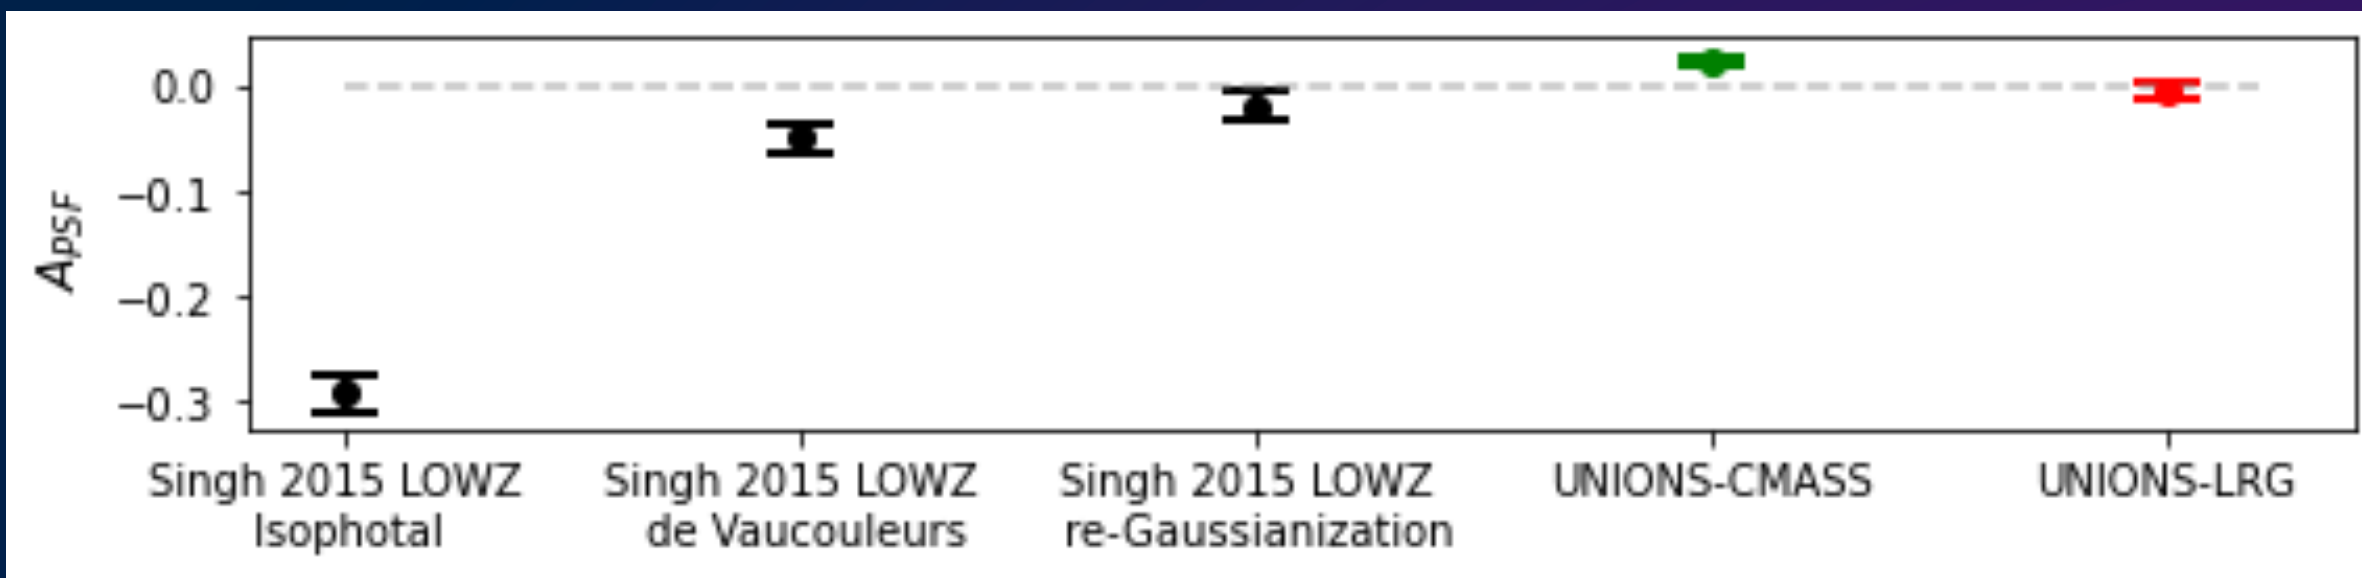 0.0
−0.1
−0.2
−0.3
A_PSF
Singh 2015 LOWZ
Isophotal
Singh 2015 LOWZ
de Vaucouleurs
Singh 2015 LOWZ
re-Gaussianization
UNIONS-CMASS
UNIONS-LRG